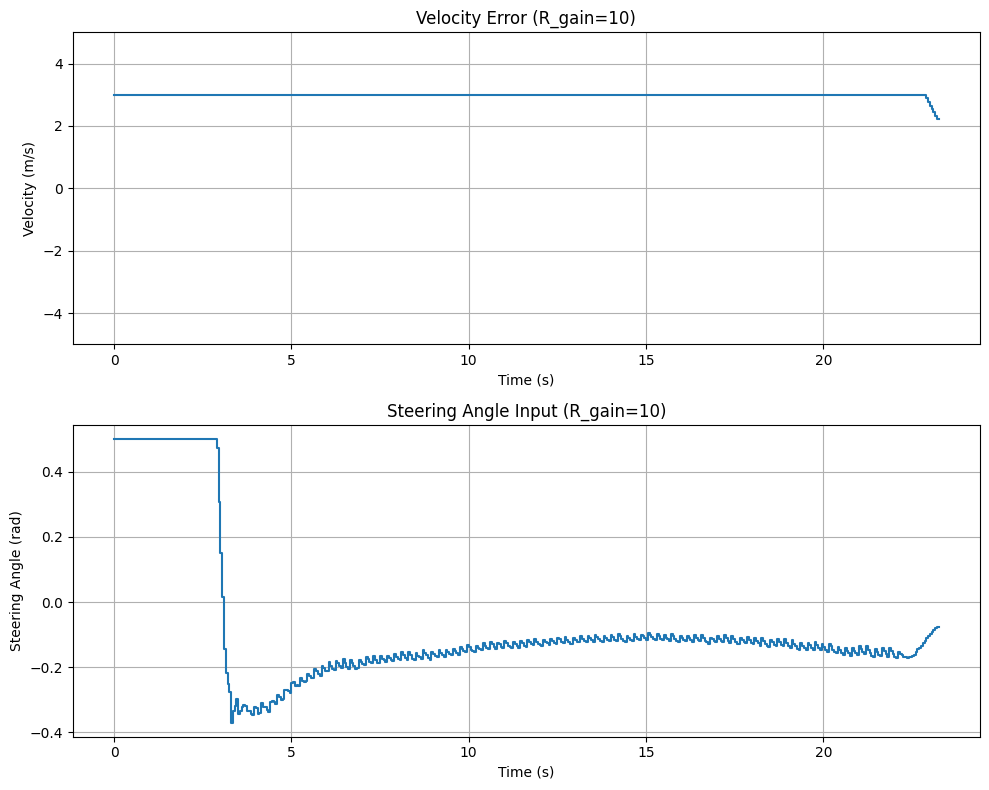 Velocity Error (R_gain=10)
Velocity (m/s)
4
2
0
−2
−4
0 5 10 15 20
Time (s)
Steering Angle Input (R_gain=10)
Steering Angle (rad)
0.4
0.2
0.0
−0.2
−0.4
0 5 10 15 20
Time (s)